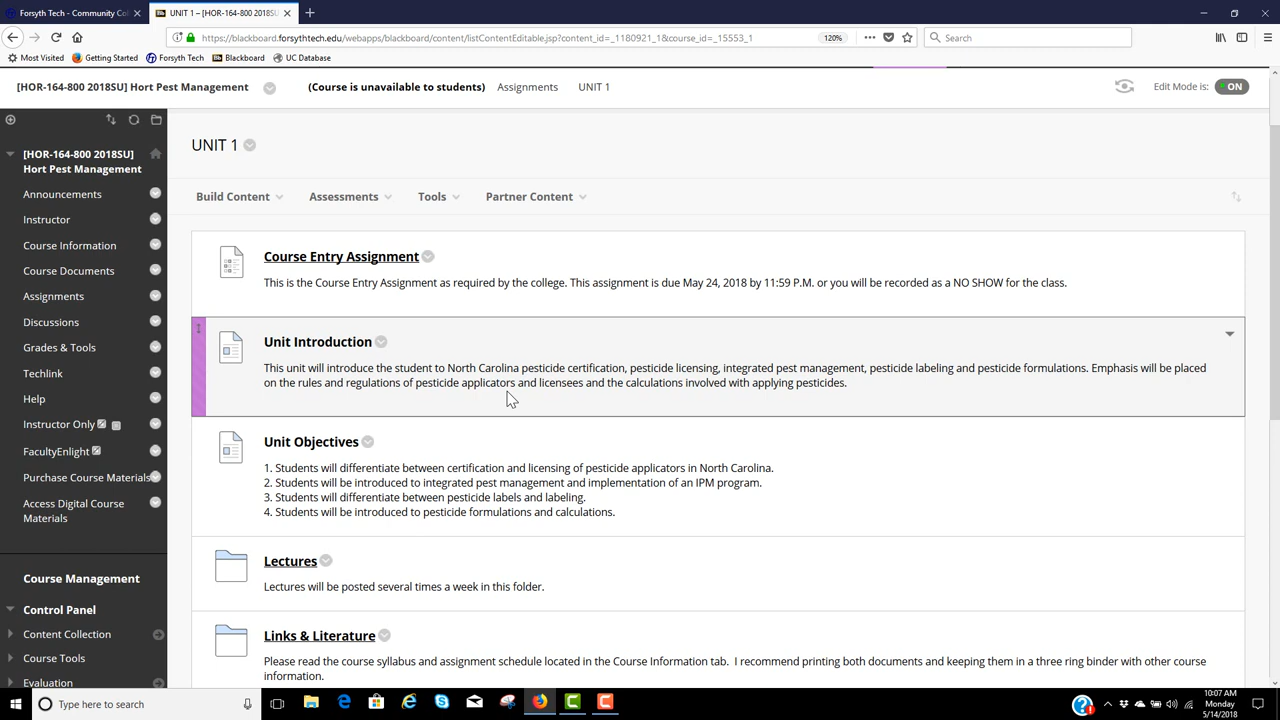 Forsyth Tech - Community Col
UNIT 1 – [HOR-164-800 2018SU]
https://blackboard.forsythtech.edu/webapps/blackboard/content/listContentEditable.jsp?content_id=_1180921_1&course_id=_15553_1
120%
Search
Most Visited
Getting Started
Forsyth Tech
Blackboard
UC Database
[HOR-164-800 2018SU] Hort Pest Management
(Course is unavailable to students)
Assignments
UNIT 1
Edit Mode is:
ON
[HOR-164-800 2018SU]
Hort Pest Management
Announcements
Instructor
Course Information
Course Documents
Assignments
Discussions
Grades & Tools
Techlink
Help
Instructor Only
FacultyEnlight
Purchase Course Materials
Access Digital Course
Materials
Course Management
Control Panel
Content Collection
Course Tools
Evaluation
UNIT 1
Build Content
Assessments
Tools
Partner Content
Course Entry Assignment
This is the Course Entry Assignment as required by the college. This assignment is due May 24, 2018 by 11:59 P.M. or you will be recorded as a NO SHOW for the class.
Unit Introduction
This unit will introduce the student to North Carolina pesticide certification, pesticide licensing, integrated pest management, pesticide labeling and pesticide formulations. Emphasis will be placed
on the rules and regulations of pesticide applicators and licensees and the calculations involved with applying pesticides.
Unit Objectives
1. Students will differentiate between certification and licensing of pesticide applicators in North Carolina.
2. Students will be introduced to integrated pest management and implementation of an IPM program.
3. Students will differentiate between pesticide labels and labeling.
4. Students will be introduced to pesticide formulations and calculations.
Lectures
Lectures will be posted several times a week in this folder.
Links & Literature
Please read the course syllabus and assignment schedule located in the Course Information tab.  I recommend printing both documents and keeping them in a three ring binder with other course
information.
Type here to search
10:07 AM
Monday
5/14/2018